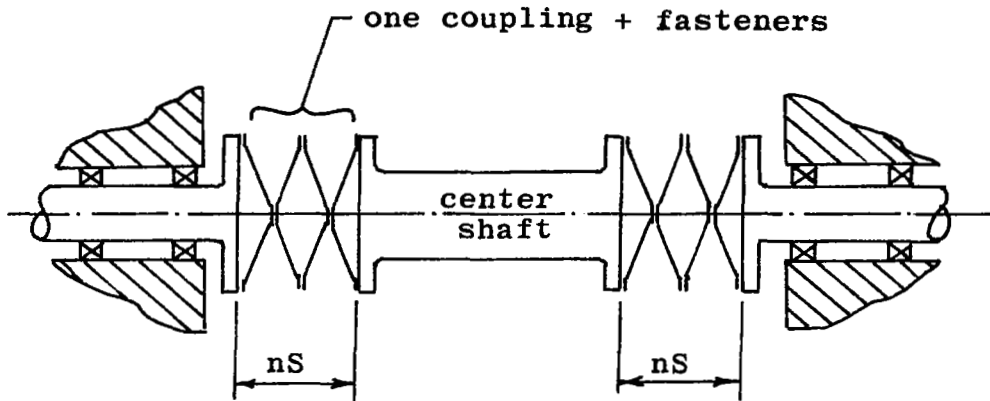 one coupling + fasteners
center
shaft
nS
nS